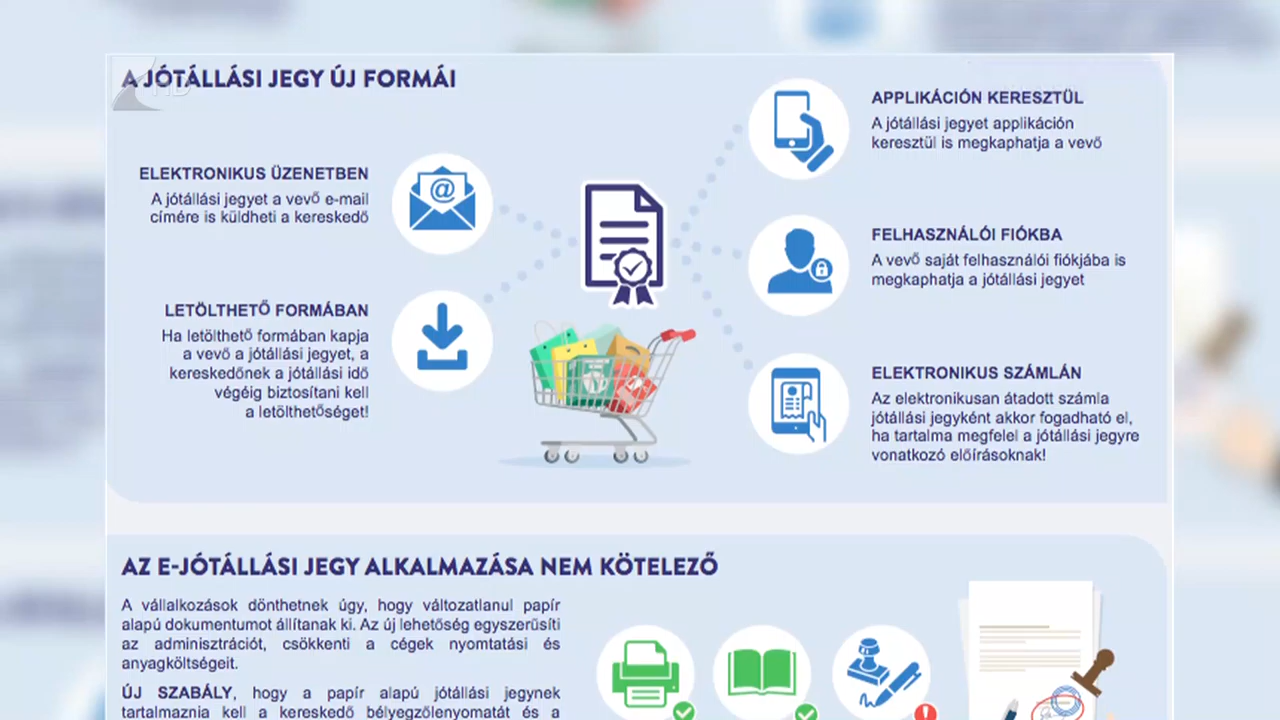 A JÓTÁLLÁSI JEGY ÚJ FORMÁI
HD
ELEKTRONIKUS ÜZENETBEN
A jótállási jegyet a vevő e-mail
címére is küldheti a kereskedő
LETÖLTHETŐ FORMÁBAN
Ha letölthető formában kapja
a vevő a jótállási jegyet, a
kereskedőnek a jótállási idő
végéig biztosítani kell
a letölthetőséget!
APPLIKÁCIÓN KERESZTÜL
A jótállási jegyet applikáción
keresztül is megkaphatja a vevő
FELHASZNÁLÓI FIÓKBA
A vevő saját felhasználói fiókjába is
megkaphatja a jótállási jegyet
ELEKTRONIKUS SZÁMLÁN
Az elektronikusan átadott számla
jótállási jegyként akkor fogadható el,
ha tartalma megfelel a jótállási jegyre
vonatkozó előírásoknak!
AZ E-JÓTÁLLÁSI JEGY ALKALMAZÁSA NEM KÖTELEZŐ
A vállalkozások dönthetnek úgy, hogy változatlanul papír
alapú dokumentumot állítanak ki. Az új lehetőség egyszerűsíti
az adminisztrációt, csökkenti a cégek nyomtatási és
anyagköltségeit.
ÚJ SZABÁLY, hogy a papír alapú jótállási jegynek
tartalmaznia kell a kereskedő bélyegzőlenyomatát és a